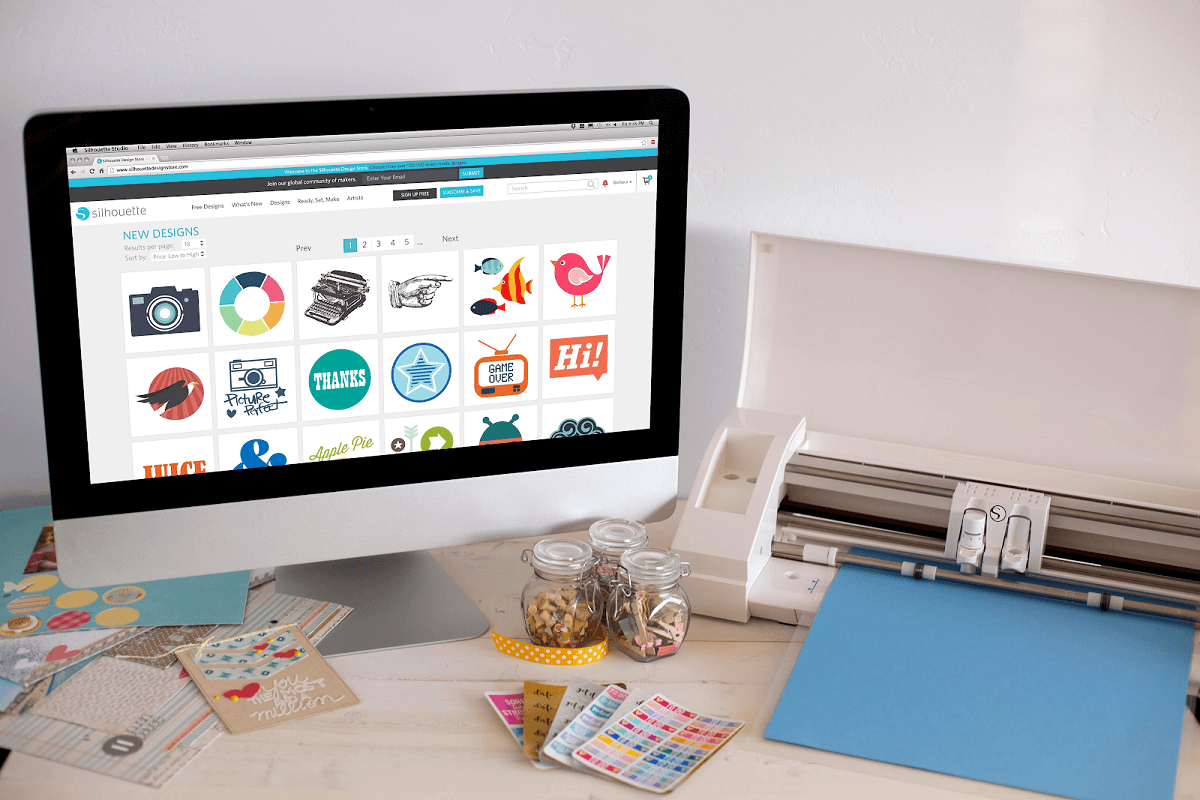 Silhouette Studio File Edit View History Bookmarks Window
Silhouette Design Store
www.silhouettedesignstore.com
Welcome to the Silhouette Design Store.
Join our global community of makers. Enter Your Email SUBMIT
silhouette
Free Designs What's New Designs Ready, Set, Make Artists
SIGN UP FREE SUBSCRIBE & SAVE
Search
Barbara
NEW DESIGNS
Results per page: 18
Sort by: Price: Low to High
Prev 1 2 3 4 5 ... Next
PICTURE
Perfect
THANKS
GAME
OVER
Hi!
JUICE
&
Apple Pie
S
YOU
THE MOST
MILLION